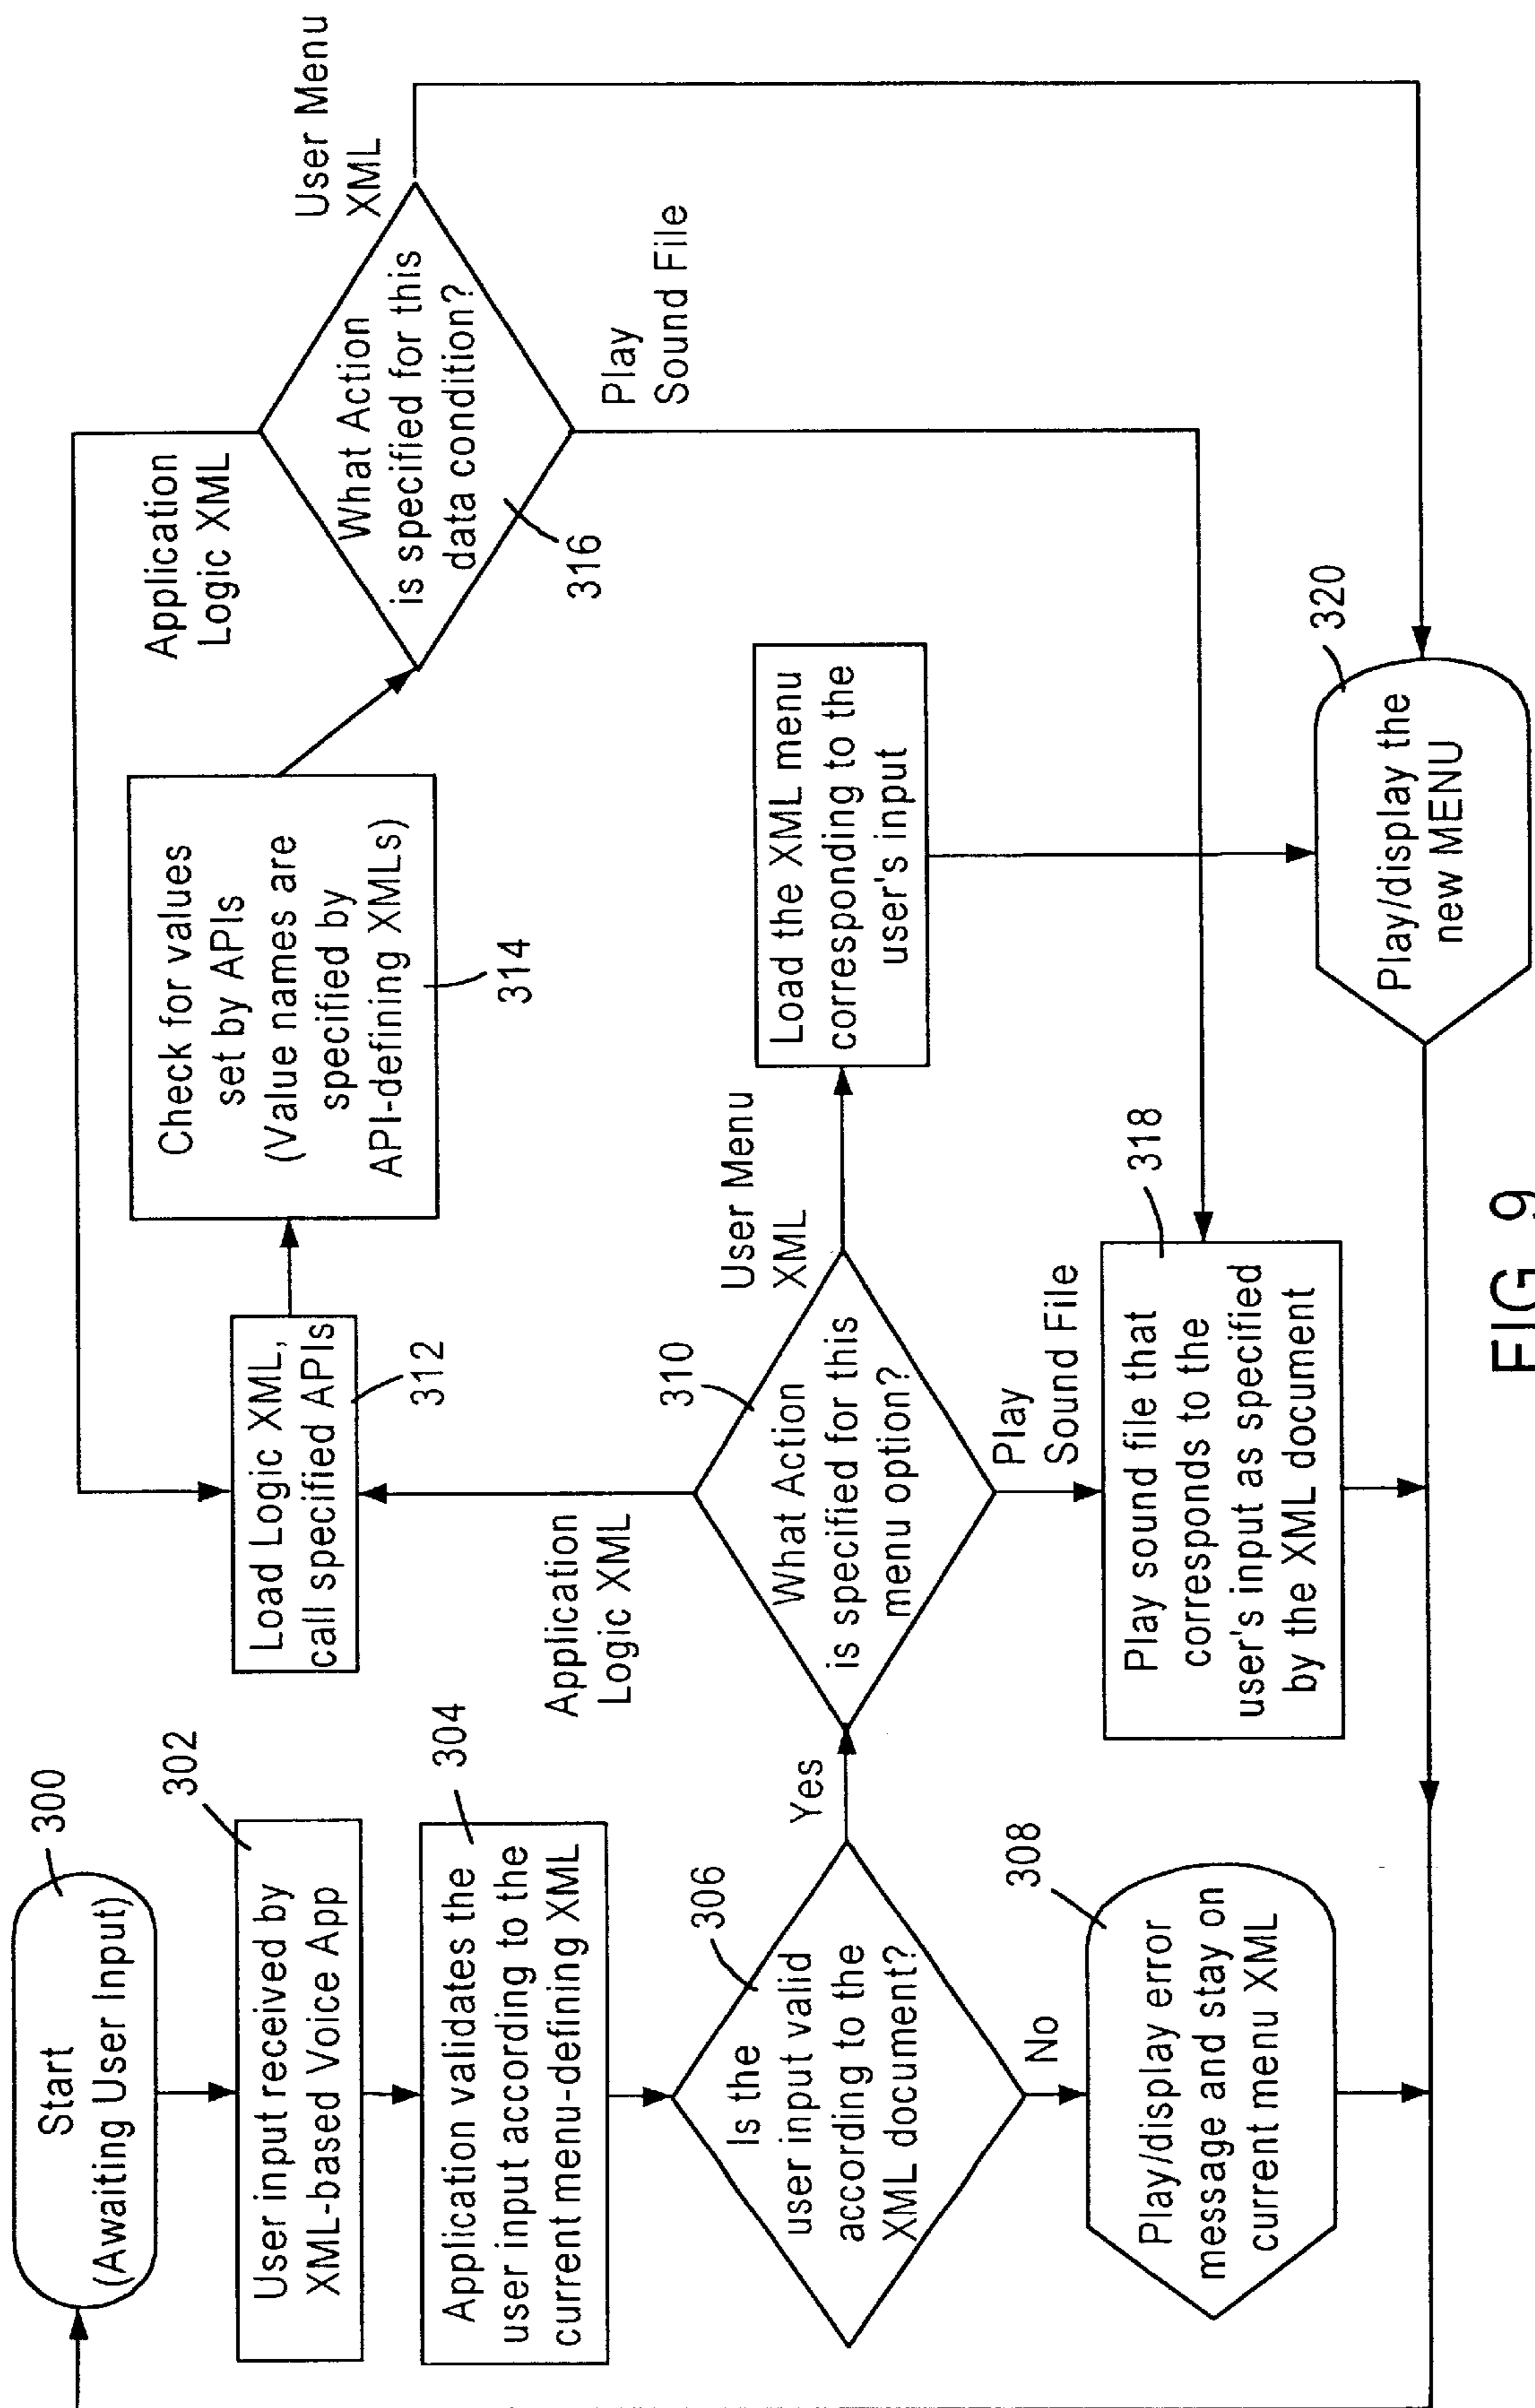 300
Start
(Awaiting User Input)
302
User input received by
XML-based Voice App
304
Application validates the
user input according to the
current menu-defining XML
306
Is the
user input valid
according to the
XML document?
Yes
No
308
Play/display error
message and stay on
current menu XML
Load Logic XML,
call specified APIs
312
Application
Logic XML
310
What Action
is specified for this
menu option?
User Menu
XML
Play
Sound File
318
Play sound file that
corresponds to the
user's input as specified
by the XML document
Check for values
set by APIs
(Value names are
specified by
API-defining XMLs)
314
Load the XML menu
corresponding to the
user's input
Application
Logic XML
What Action
is specified for this
data condition?
316
User Menu
XML
Play
Sound File
320
Play/display the
new MENU
FIG. 9